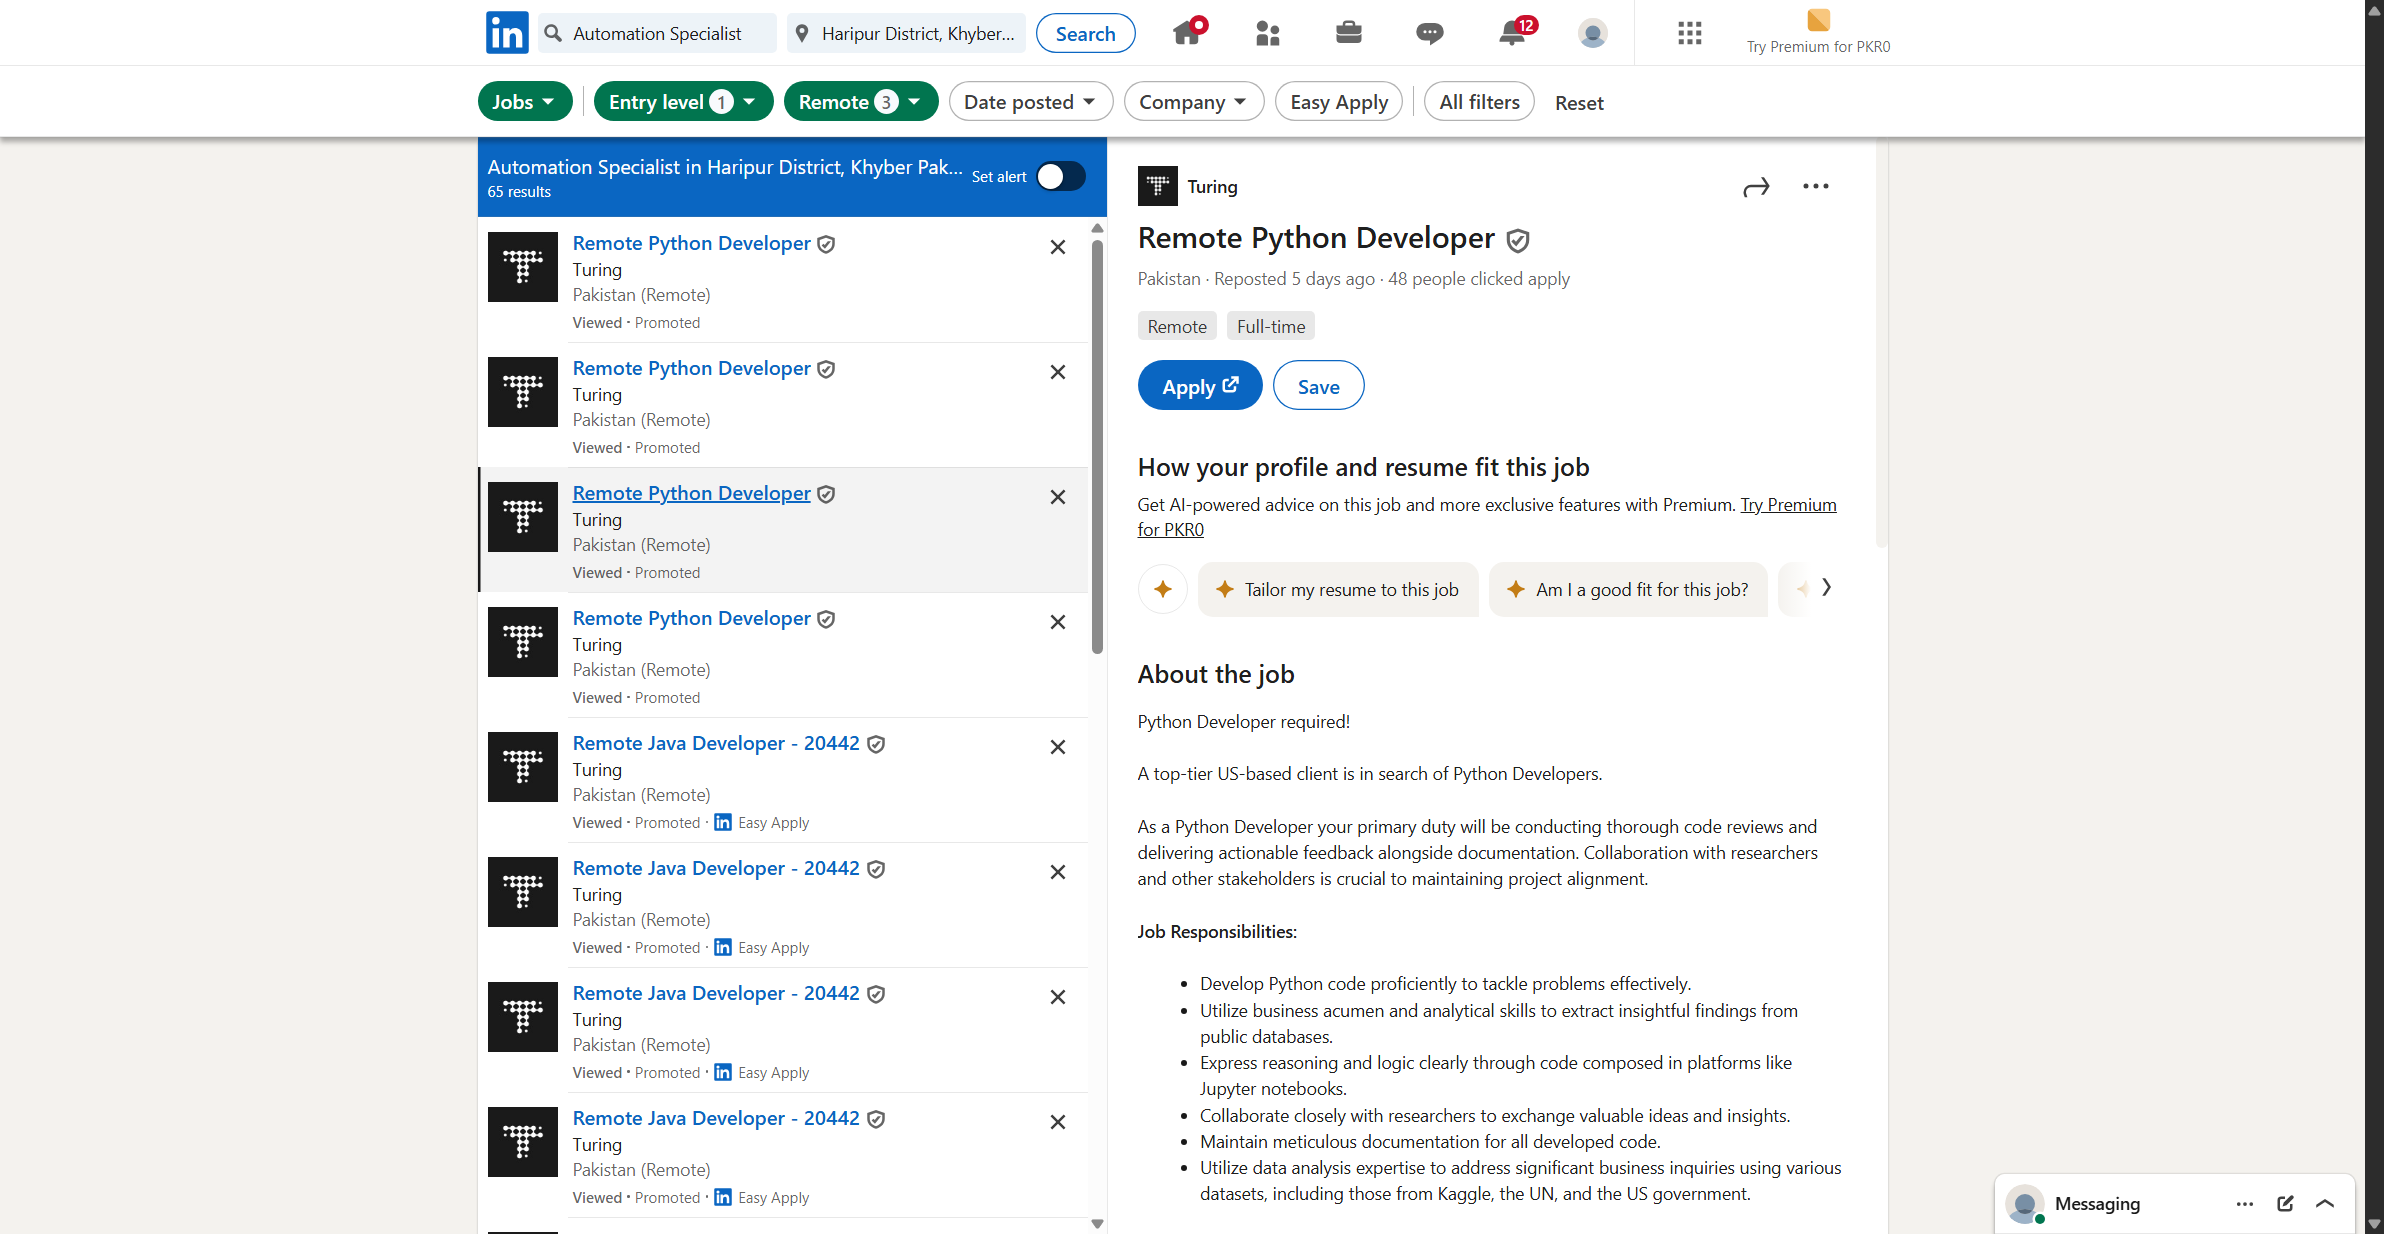 in
Automation Specialist
Haripur District, Khyber...
Search
12
Try Premium for PKR0
Jobs
Entry level 1
Remote 3
Date posted
Company
Easy Apply
All filters
Reset
Automation Specialist in Haripur District, Khyber Pak...
65 results
Set alert
Remote Python Developer
Turing
Pakistan (Remote)
Viewed · Promoted
Remote Python Developer
Turing
Pakistan (Remote)
Viewed · Promoted
Remote Python Developer
Turing
Pakistan (Remote)
Viewed · Promoted
Remote Python Developer
Turing
Pakistan (Remote)
Viewed · Promoted
Remote Java Developer - 20442
Turing
Pakistan (Remote)
Viewed · Promoted · in Easy Apply
Remote Java Developer - 20442
Turing
Pakistan (Remote)
Viewed · Promoted · in Easy Apply
Remote Java Developer - 20442
Turing
Pakistan (Remote)
Viewed · Promoted · in Easy Apply
Remote Java Developer - 20442
Turing
Pakistan (Remote)
Viewed · Promoted · in Easy Apply
Turing
Remote Python Developer
Pakistan · Reposted 5 days ago · 48 people clicked apply
Remote
Full-time
Apply
Save
How your profile and resume fit this job
Get AI-powered advice on this job and more exclusive features with Premium. Try Premium
for PKR0
Tailor my resume to this job
Am I a good fit for this job?
About the job
Python Developer required!
A top-tier US-based client is in search of Python Developers.
As a Python Developer your primary duty will be conducting thorough code reviews and
delivering actionable feedback alongside documentation. Collaboration with researchers
and other stakeholders is crucial to maintaining project alignment.
Job Responsibilities:
• Develop Python code proficiently to tackle problems effectively.
• Utilize business acumen and analytical skills to extract insightful findings from
public databases.
• Express reasoning and logic clearly through code composed in platforms like
Jupyter notebooks.
• Collaborate closely with researchers to exchange valuable ideas and insights.
• Maintain meticulous documentation for all developed code.
• Utilize data analysis expertise to address significant business inquiries using various
datasets, including those from Kaggle, the UN, and the US government.
Messaging